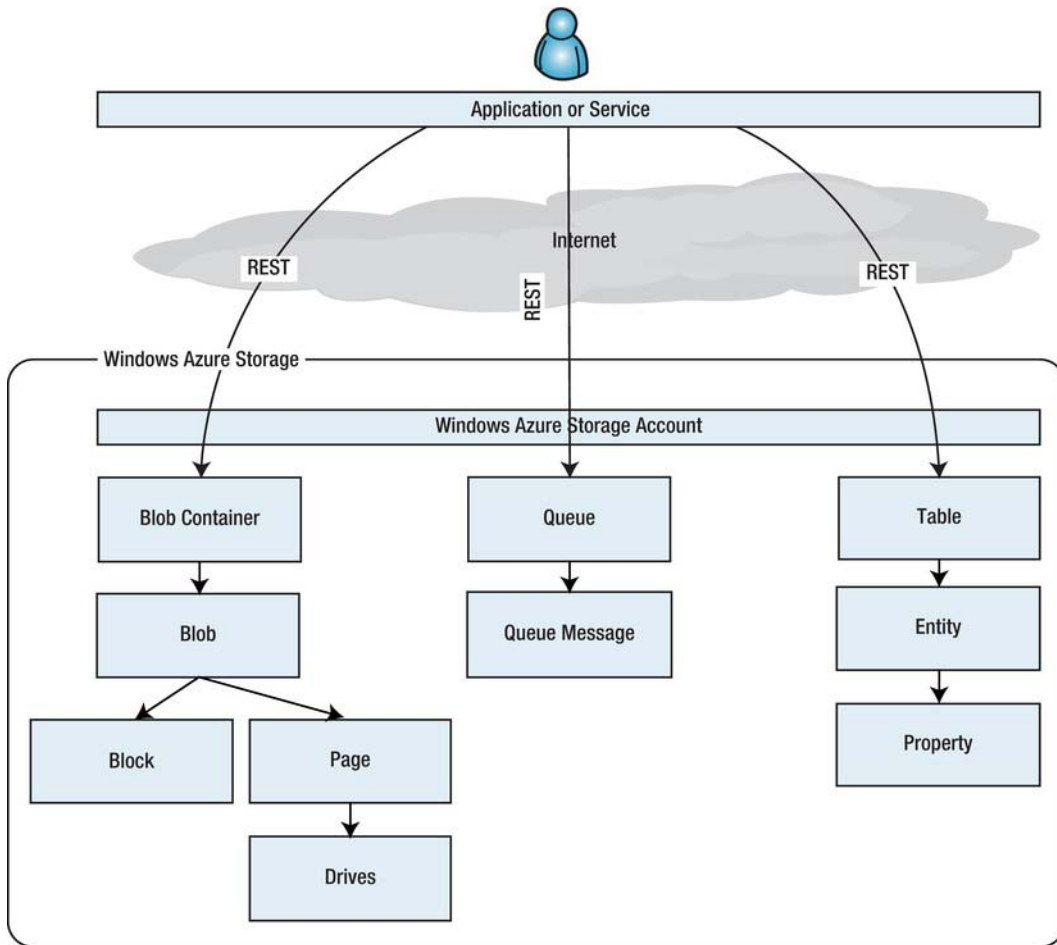 Application or Service
Internet
REST
REST
REST
Windows Azure Storage
Windows Azure Storage Account
Blob Container
Queue
Table
Blob
Queue Message
Entity
Block
Page
Property
Drives